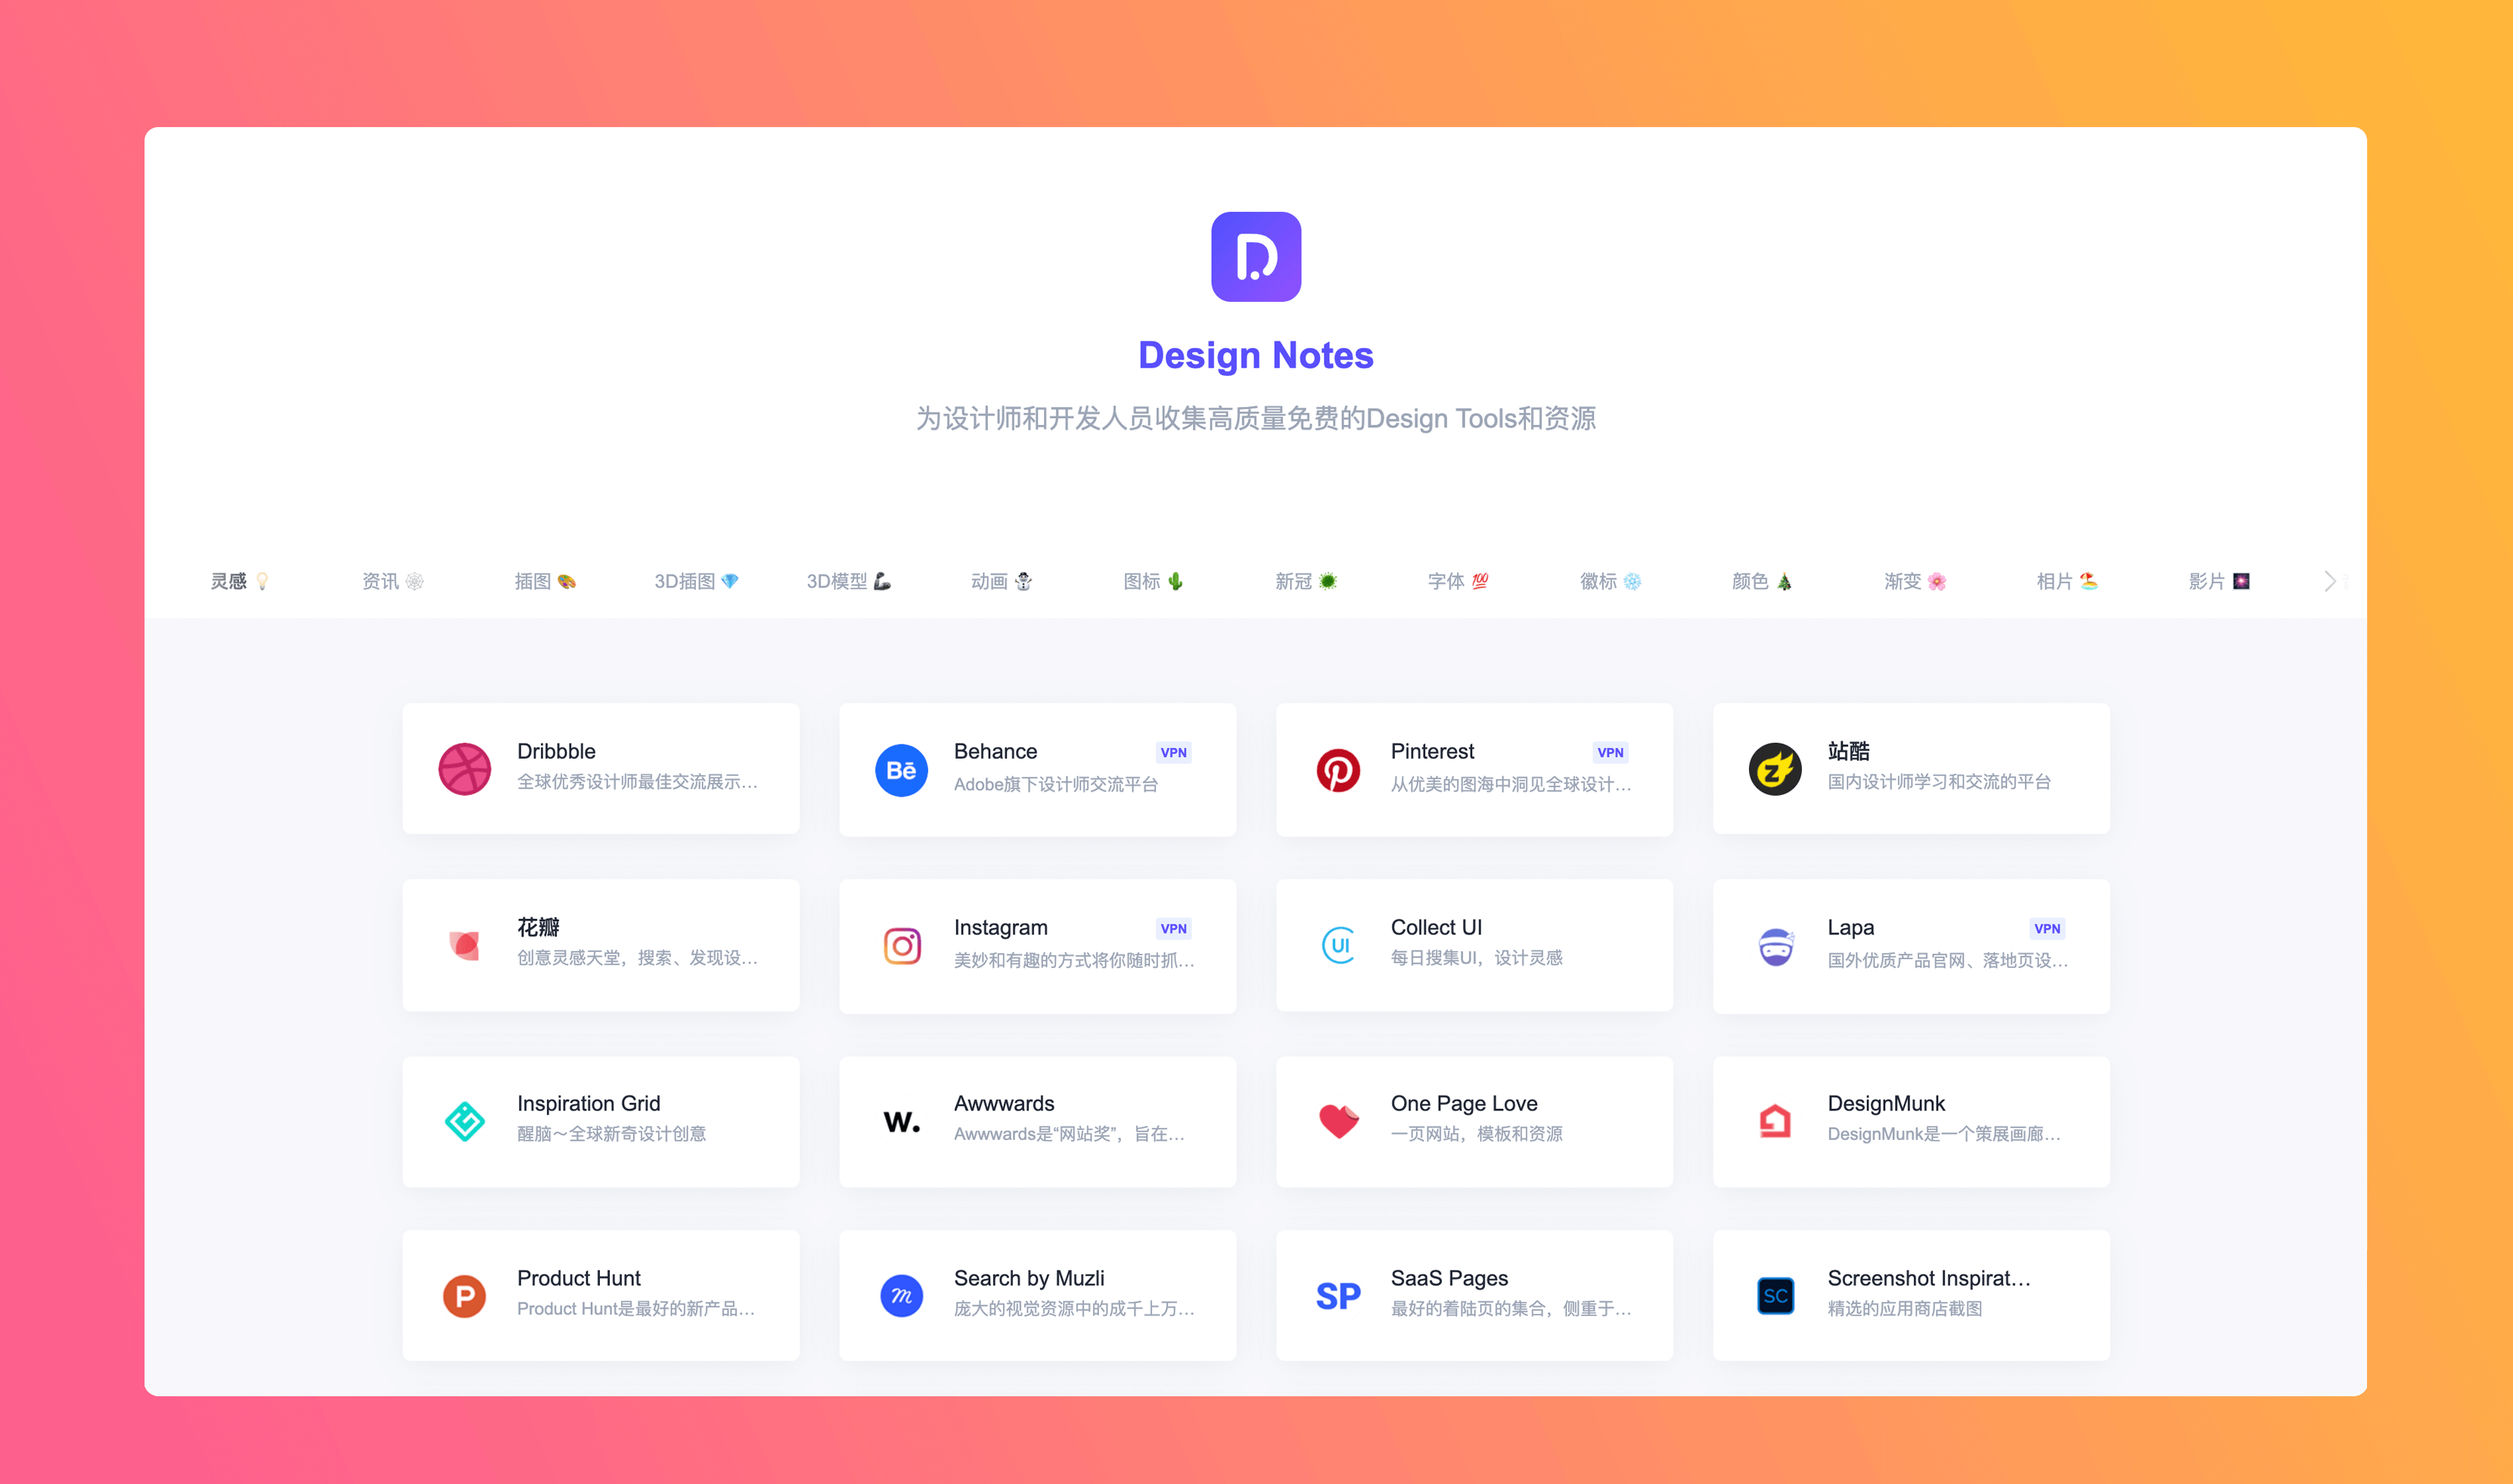 Design Notes
为设计师和开发人员收集高质量免费的Design Tools和资源
灵感 💡 资讯 🕸 插图 🎨 3D插图 💎 3D模型 💪 动画 ☃️ 图标 🌵 新冠 🦠 字体 💯 徽标 ❄️ 颜色 🎄 渐变 🌸 相片 🏖 影片 🎆
Dribbble
全球优秀设计师最佳交流展示...
Behance VPN
Adobe旗下设计师交流平台
Pinterest VPN
从优美的图海中洞见全球设计...
站酷
国内设计师学习和交流的平台
花瓣
创意灵感天堂，搜索、发现设...
Instagram VPN
美妙和有趣的方式将你随时抓...
Collect UI
每日搜集UI，设计灵感
Lapa VPN
国外优质产品官网、落地页设...
Inspiration Grid
醒脑～全球新奇设计创意
W.
Awwwards
Awwwards是“网站奖”，旨在...
One Page Love
一页网站，模板和资源
DesignMunk
DesignMunk是一个策展画廊...
P
Product Hunt
Product Hunt是最好的新产品...
m
Search by Muzli
庞大的视觉资源中的成千上万...
SP
SaaS Pages
最好的着陆页的集合，侧重于...
SC
Screenshot Inspirat...
精选的应用商店截图